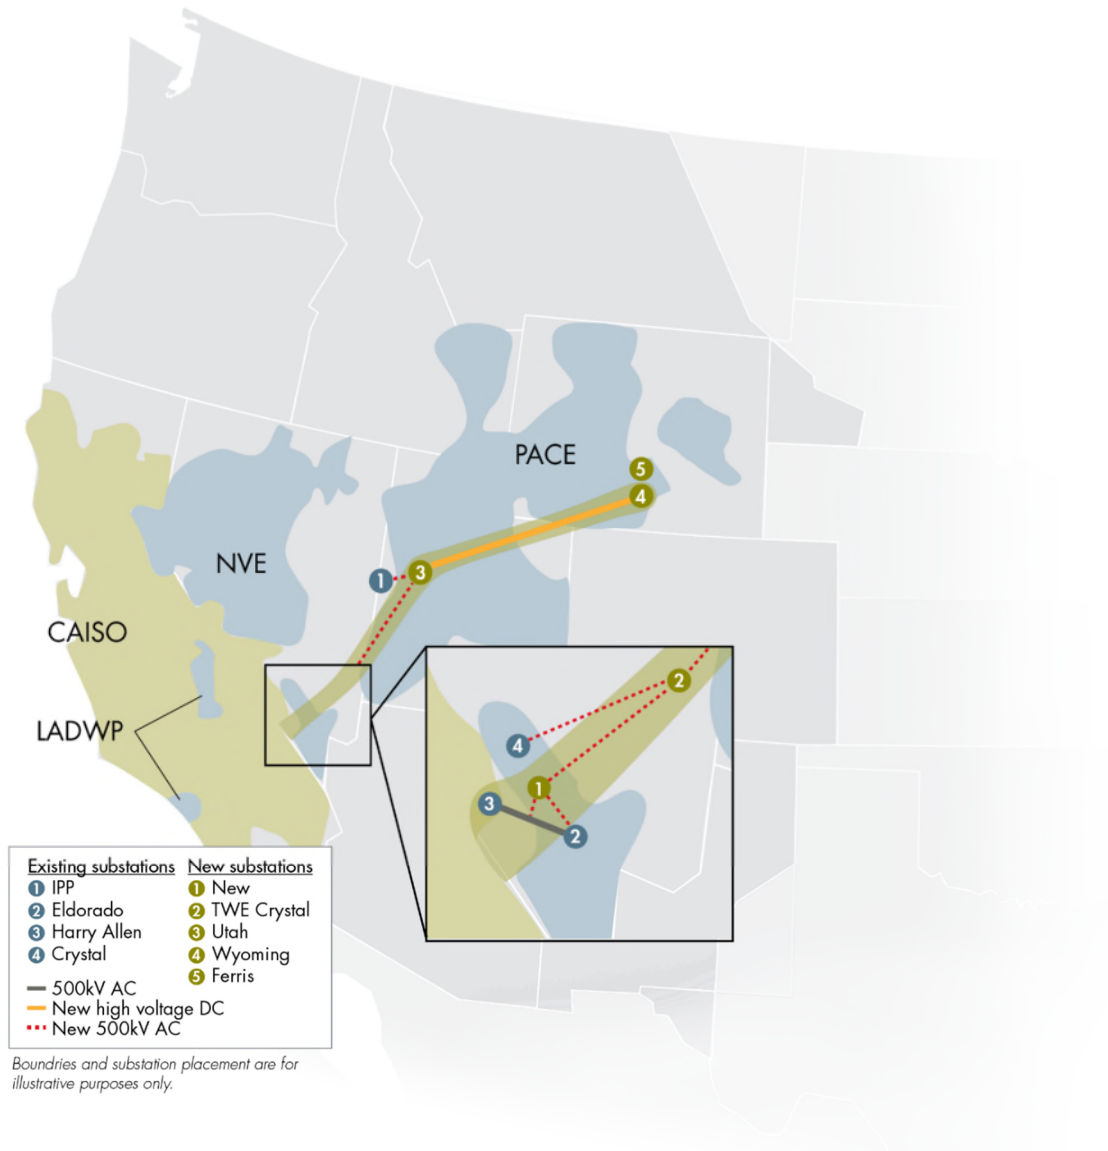 PACE
5
4
NVE
1
3
CAISO
2
4
LADWP
1
3
2
Existing substations
1 IPP
2 Eldorado
3 Harry Allen
4 Crystal
New substations
1 New
2 TWE Crystal
3 Utah
4 Wyoming
5 Ferris
500kV AC
New high voltage DC
New 500kV AC
Boundries and substation placement are for
illustrative purposes only.